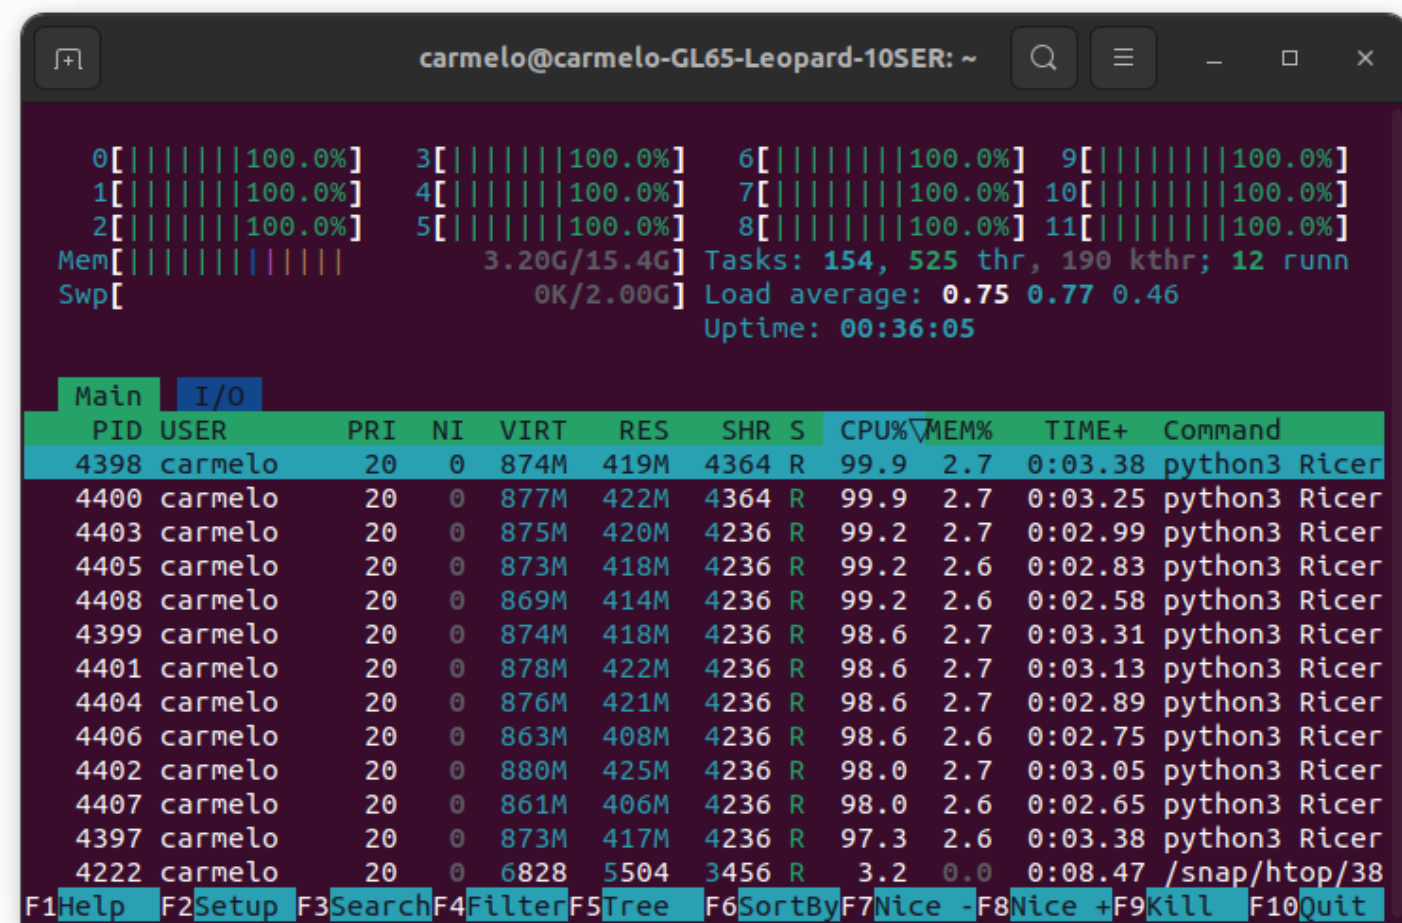 carmelo@carmelo-GL65-Leopard-10SER: ~
0[|||||||100.0%] 3[|||||||100.0%] 6[||||||||100.0%] 9[||||||||100.0%]
1[|||||||100.0%] 4[|||||||100.0%] 7[||||||||100.0%] 10[||||||||100.0%]
2[|||||||100.0%] 5[|||||||100.0%] 8[||||||||100.0%] 11[||||||||100.0%]
Mem[||||||||||||| 3.20G/15.4G] Tasks: 154, 525 thr, 190 kthr; 12 runn
Swp[ 0K/2.00G] Load average: 0.75 0.77 0.46
Uptime: 00:36:05
Main I/O
PID USER PRI NI VIRT RES SHR S CPU%▽MEM% TIME+ Command
4398 carmelo 20 0 874M 419M 4364 R 99.9 2.7 0:03.38 python3 Ricer
4400 carmelo 20 0 877M 422M 4364 R 99.9 2.7 0:03.25 python3 Ricer
4403 carmelo 20 0 875M 420M 4236 R 99.2 2.7 0:02.99 python3 Ricer
4405 carmelo 20 0 873M 418M 4236 R 99.2 2.6 0:02.83 python3 Ricer
4408 carmelo 20 0 869M 414M 4236 R 99.2 2.6 0:02.58 python3 Ricer
4399 carmelo 20 0 874M 418M 4236 R 98.6 2.7 0:03.31 python3 Ricer
4401 carmelo 20 0 878M 422M 4236 R 98.6 2.7 0:03.13 python3 Ricer
4404 carmelo 20 0 876M 421M 4236 R 98.6 2.7 0:02.89 python3 Ricer
4406 carmelo 20 0 863M 408M 4236 R 98.6 2.6 0:02.75 python3 Ricer
4402 carmelo 20 0 880M 425M 4236 R 98.0 2.7 0:03.05 python3 Ricer
4407 carmelo 20 0 861M 406M 4236 R 98.0 2.6 0:02.65 python3 Ricer
4397 carmelo 20 0 873M 417M 4236 R 97.3 2.6 0:03.38 python3 Ricer
4222 carmelo 20 0 6828 5504 3456 R 3.2 0.0 0:08.47 /snap/htop/38
F1Help F2Setup F3SearchF4FilterF5Tree F6SortByF7Nice -F8Nice +F9Kill F10Quit